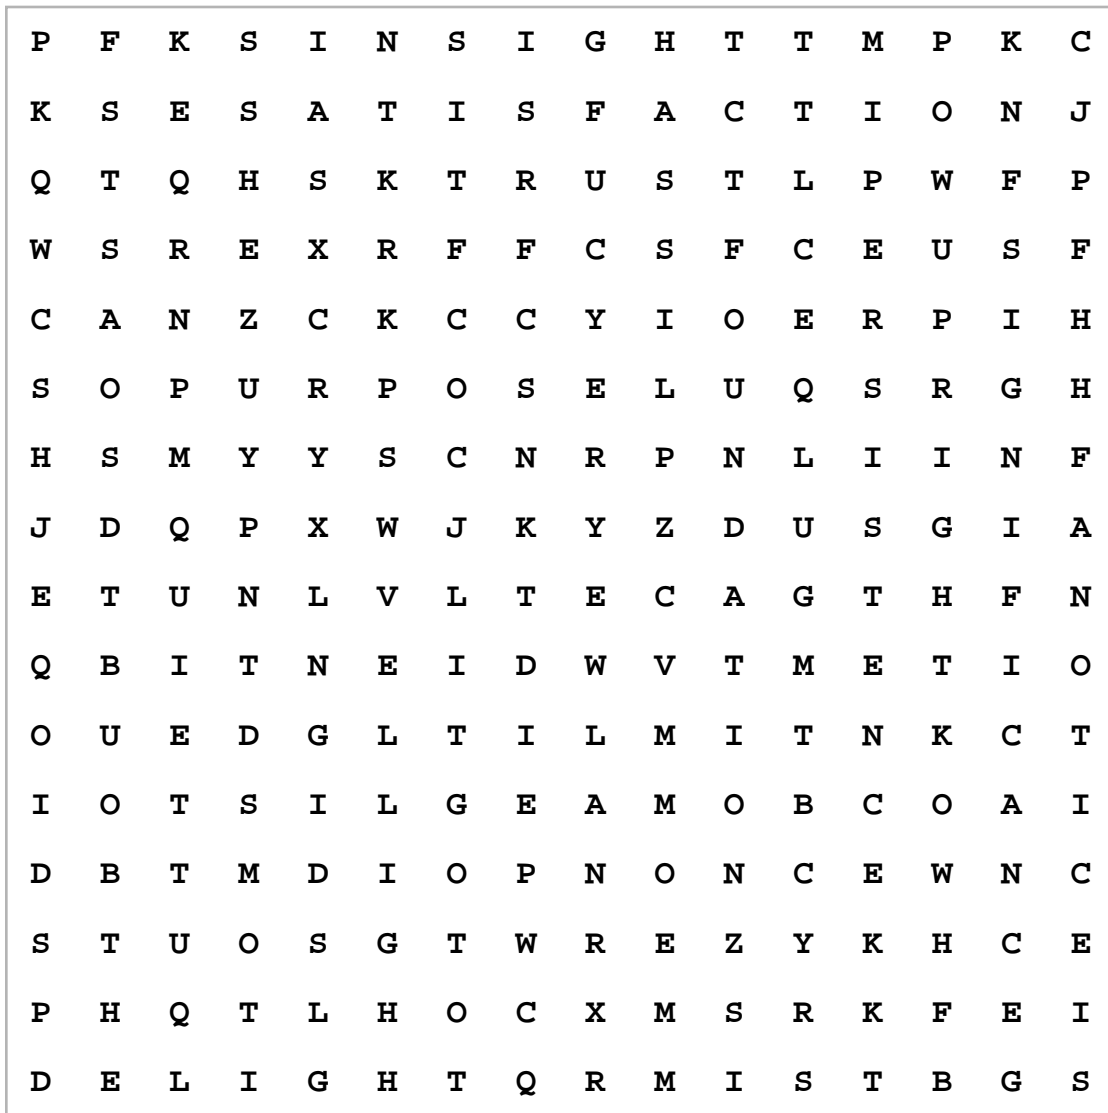 P F K S I N S I G H T T M P K C
K S E S A T I S F A C T I O N J
Q T Q H S K T R U S T L P W F P
W S R E X R F F C S F C E U S F
C A N Z C K C C Y I O E R P I H
S O P U R P O S E L U Q S R G H
H S M Y Y S C N R P N L I I N F
J D Q P X W J K Y Z D U S G I A
E T U N L V L T E C A G T H F N
Q B I T N E I D W V T M E T I O
O U E D G L T I L M I T N K C T
I O T S I L G E A M O B C O A I
D B T M D I O P N O N C E W N C
S T U O S G T W R E Z Y K H C E
P H Q T L H O C X M S R K F E I
D E L I G H T Q R M I S T B G S